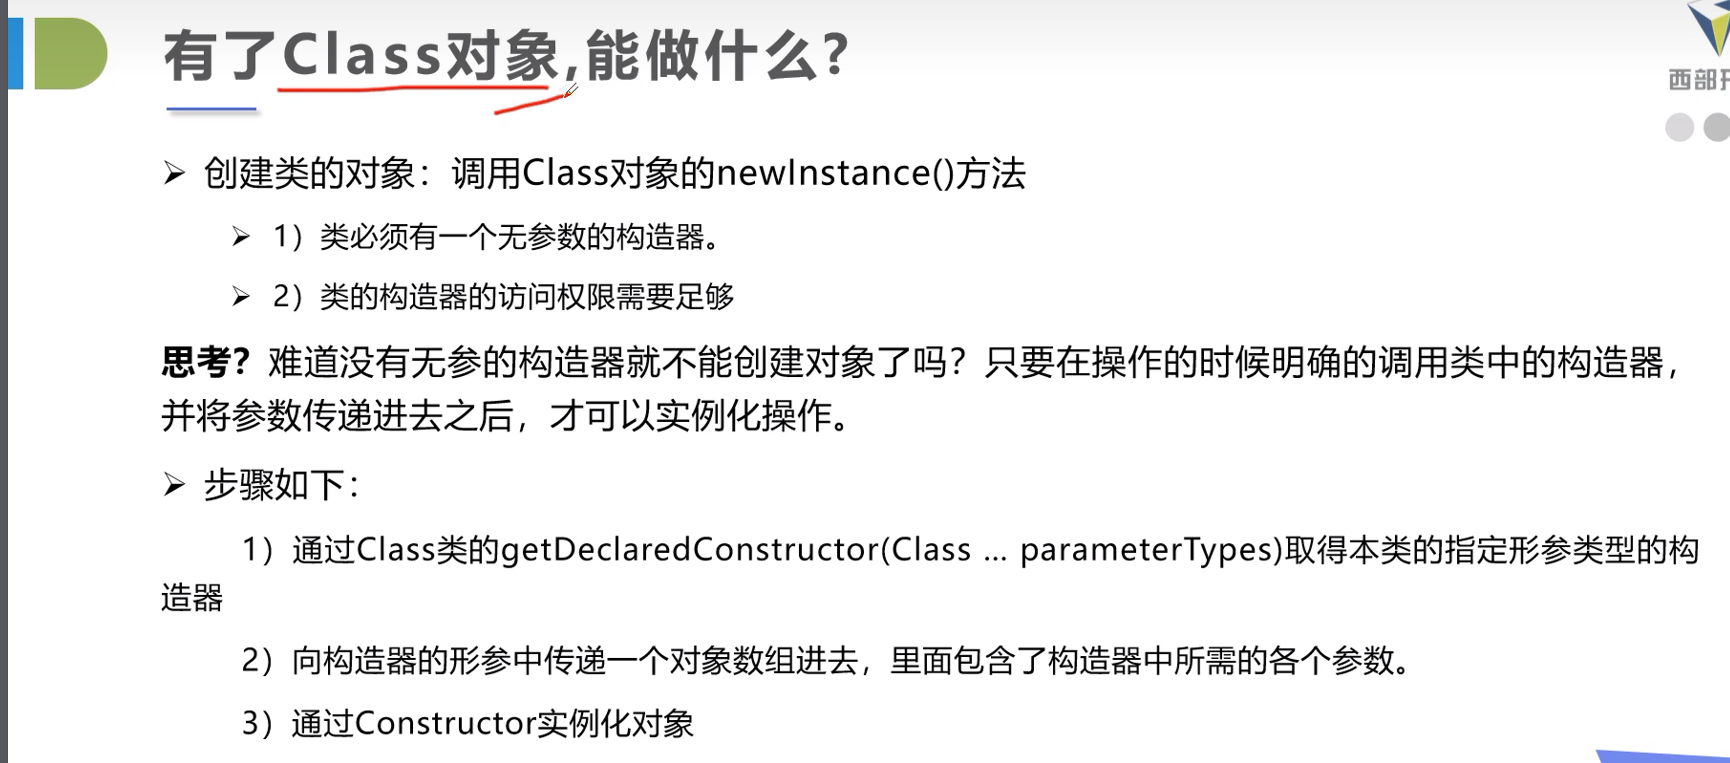 有了Class对象,能做什么？
西部开
➢ 创建类的对象：调用Class对象的newInstance()方法
➢ 1）类必须有一个无参数的构造器。
➢ 2）类的构造器的访问权限需要足够
思考？难道没有无参的构造器就不能创建对象了吗？只要在操作的时候明确的调用类中的构造器，
并将参数传递进去之后，才可以实例化操作。
➢ 步骤如下：
1）通过Class类的getDeclaredConstructor(Class … parameterTypes)取得本类的指定形参类型的构
造器
2）向构造器的形参中传递一个对象数组进去，里面包含了构造器中所需的各个参数。
3）通过Constructor实例化对象